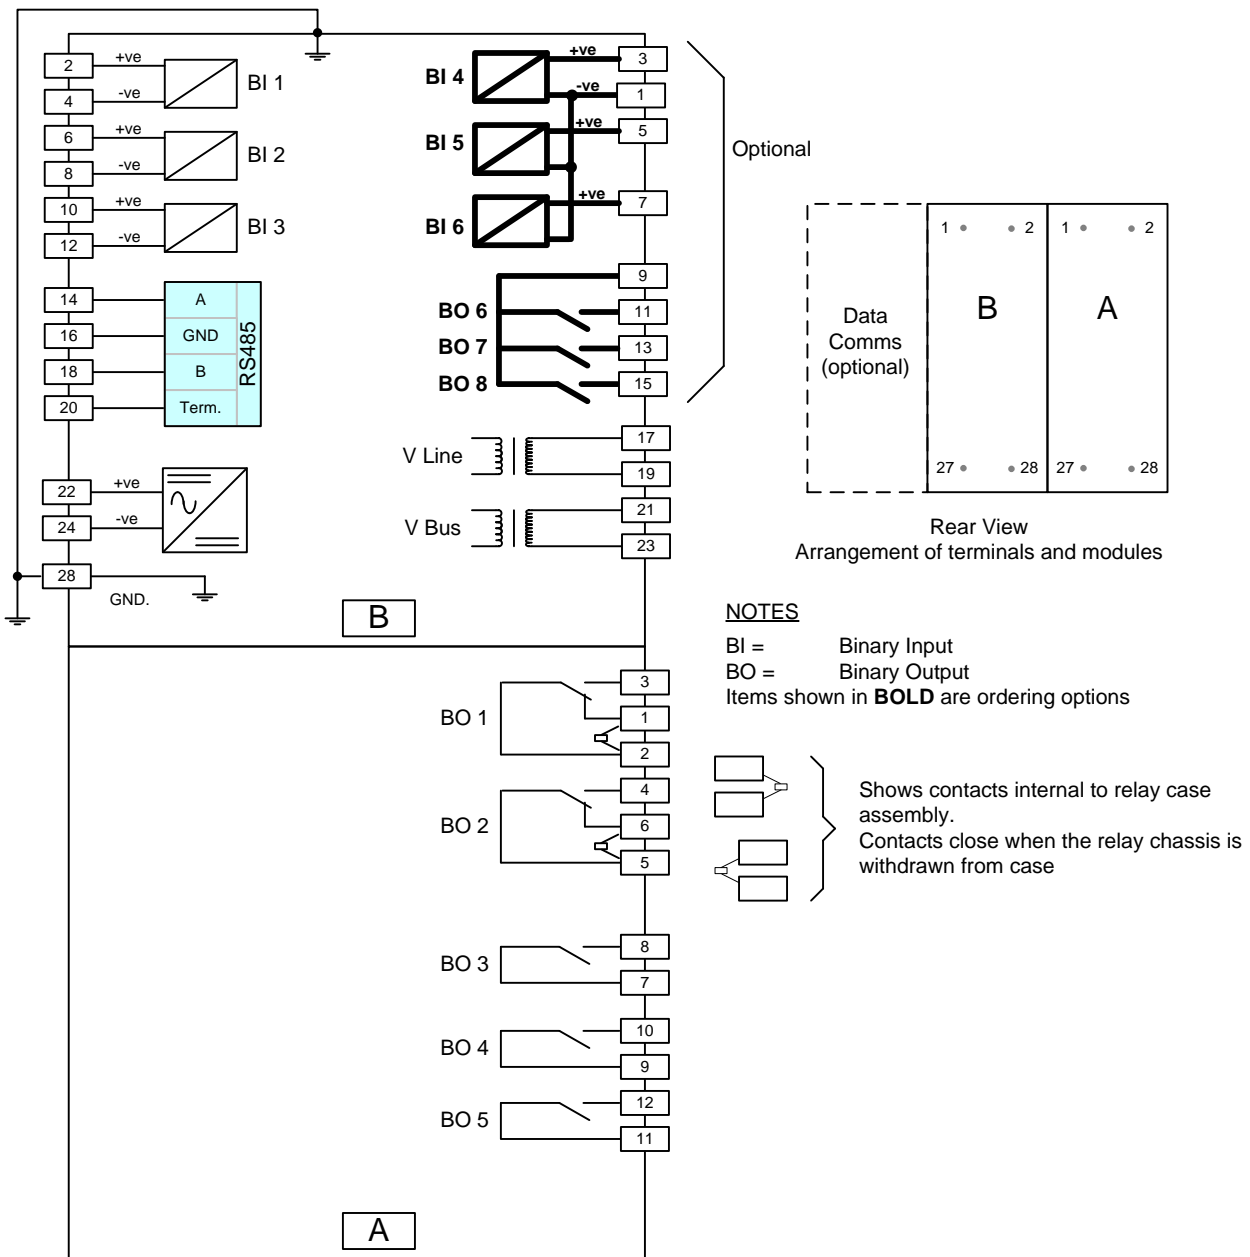 2 +ve
BI 1
4 -ve
6 +ve
BI 2
8 -ve
10 +ve
BI 3
12 -ve
14 A
16 GND
18 B
20 Term.
RS485
22 +ve
24 -ve
28
GND.
BI 4 +ve 3
-ve 1
BI 5 +ve 5
BI 6 +ve 7
9
BO 6 11
BO 7 13
BO 8 15
Optional
V Line 17
19
V Bus 21
23
B
BO 1 3
1
2
BO 2 4
6
5
BO 3 8
7
BO 4 10
9
BO 5 12
11
A
Data
Comms
(optional)
1 2 1 2
B A
27 28 27 28
Rear View
Arrangement of terminals and modules
NOTES
BI = Binary Input
BO = Binary Output
Items shown in BOLD are ordering options
Shows contacts internal to relay case
assembly.
Contacts close when the relay chassis is
withdrawn from case